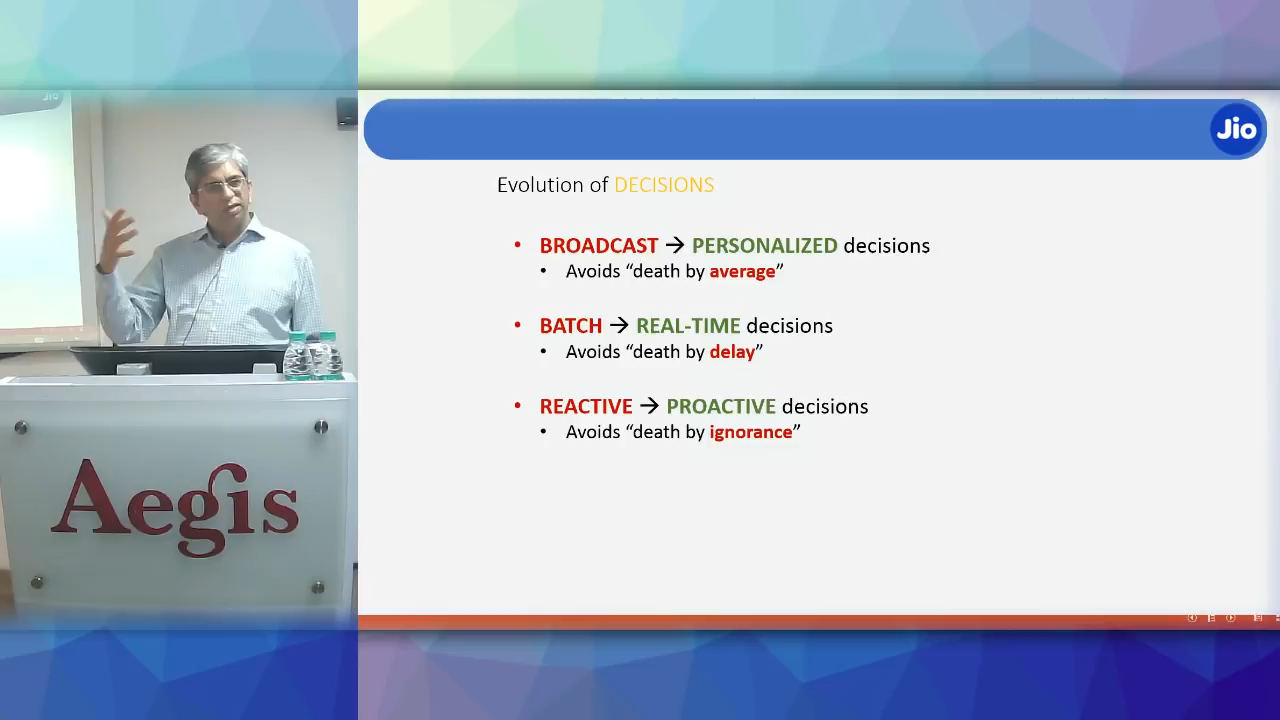 Jio
Jio
Evolution of DECISIONS
• BROADCAST → PERSONALIZED decisions
• Avoids “death by average”
• BATCH → REAL-TIME decisions
• Avoids “death by delay”
• REACTIVE → PROACTIVE decisions
• Avoids “death by ignorance”
Aegis